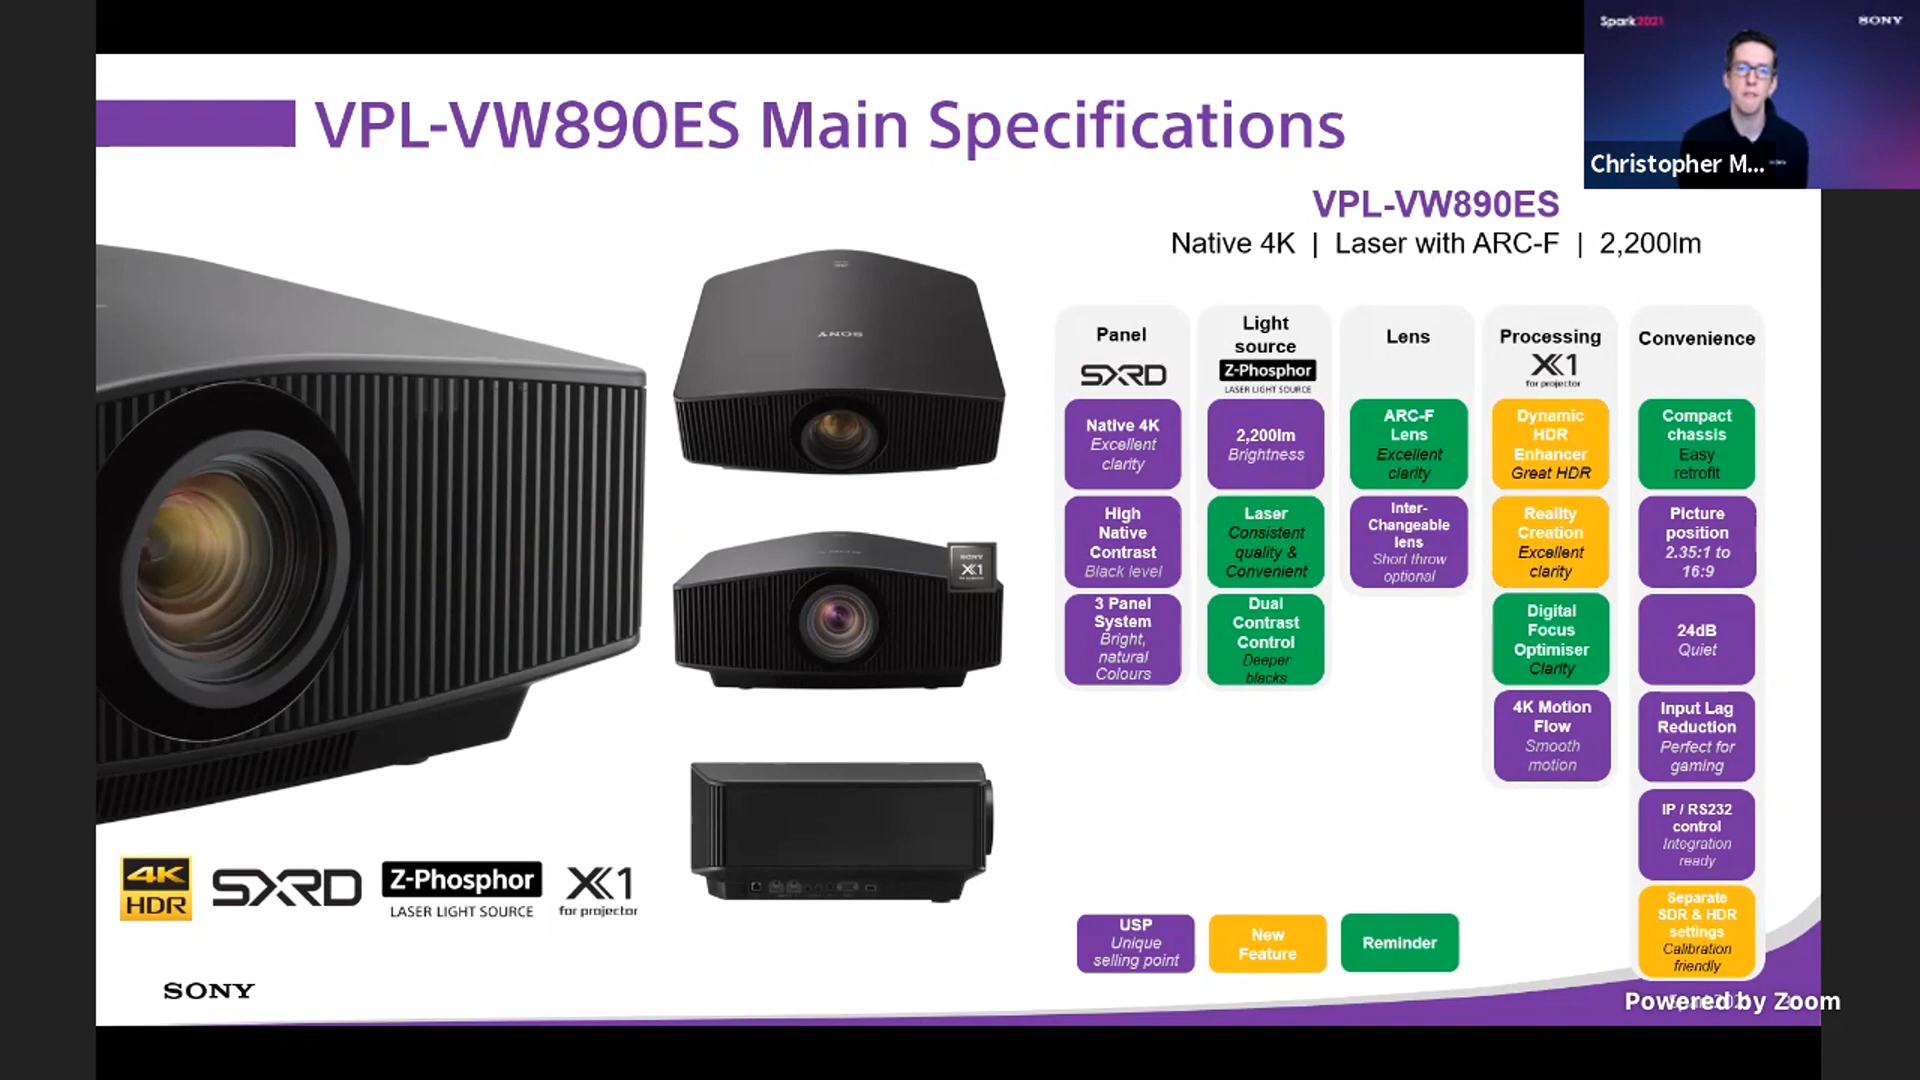 Spark2021
SONY
Christopher M...
VPL-VW890ES Main Specifications
VPL-VW890ES
Native 4K | Laser with ARC-F | 2,200lm
Panel
SXRD
Native 4K
Excellent
clarity
High
Native
Contrast
Black level
3 Panel
System
Bright,
natural
Colours
Light
source
Z-Phosphor
LASER LIGHT SOURCE
2,200lm
Brightness
Laser
Consistent
quality &
Convenient
Dual
Contrast
Control
Deeper
blacks
Lens
ARC-F
Lens
Excellent
clarity
Inter-
Changeable
lens
Short throw
optional
Processing
X1
for projector
Dynamic
HDR
Enhancer
Great HDR
Reality
Creation
Excellent
clarity
Digital
Focus
Optimiser
Clarity
4K Motion
Flow
Smooth
motion
Convenience
Compact
chassis
Easy
retrofit
Picture
position
2.35:1 to
16:9
24dB
Quiet
Input Lag
Reduction
Perfect for
gaming
IP / RS232
control
Integration
ready
Separate
SDR & HDR
settings
Calibration
friendly
SONY
SONY
X1
4K
HDR
SXRD
Z-Phosphor
LASER LIGHT SOURCE
X1
for projector
USP
Unique
selling point
New
Feature
Reminder
SONY
Powered by Zoom